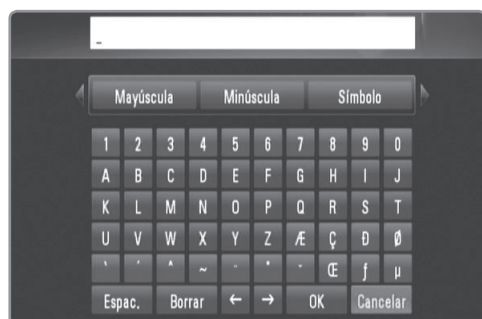 _
Mayúscula Minúscula Símbolo
1 2 3 4 5 6 7 8 9 0
A B C D E F G H I J
K L M N O P Q R S T
U V W X Y Z Æ Ç Đ Ø
` ´ ^ ~ ¨ ˚ ˇ Œ ƒ µ
Espac. Borrar ← → OK Cancelar